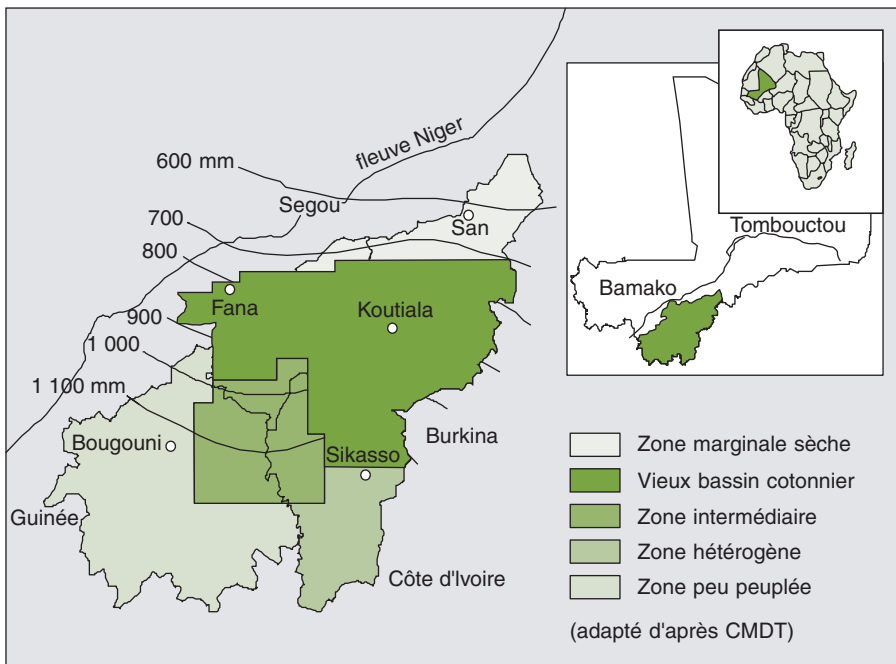 fleuve Niger
600 mm
Segou
700
San
Tombouctou
800
Bamako
Fana
Koutiala
900
1 000
1 100 mm
Bougouni
Sikasso
Burkina
Guinée
Côte d'Ivoire
Zone marginale sèche
Vieux bassin cotonnier
Zone intermédiaire
Zone hétérogène
Zone peu peuplée
(adapté d'après CMDT)